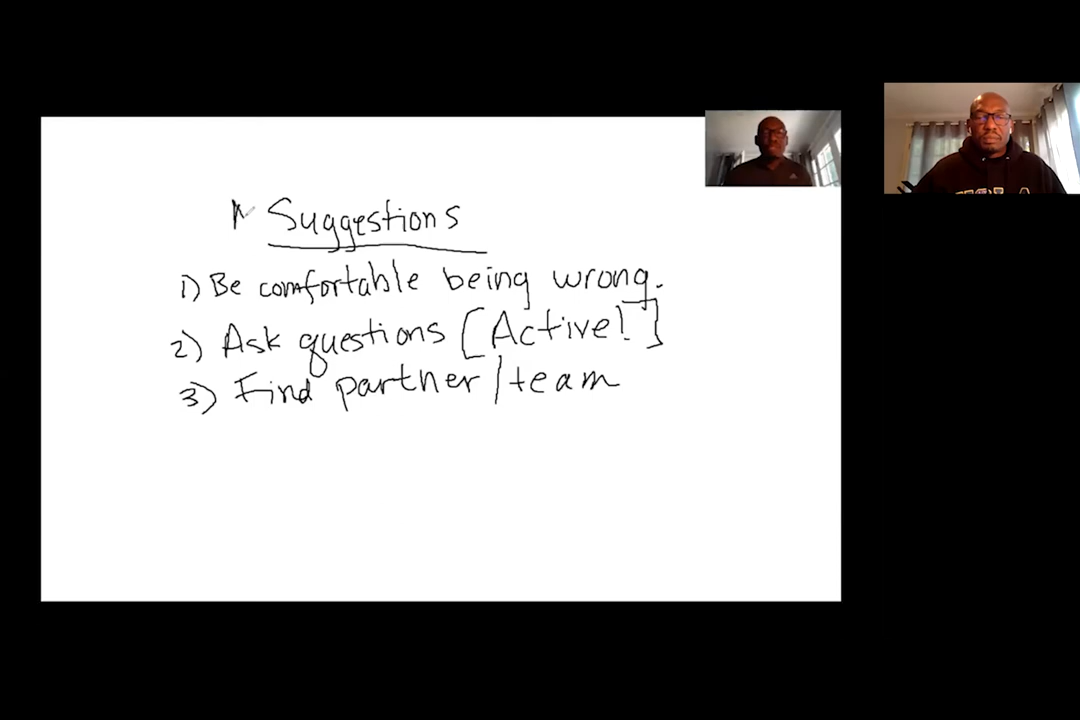 Suggestions
1) Be comfortable being wrong.
2) Ask questions [Active!]
3) Find partner/team